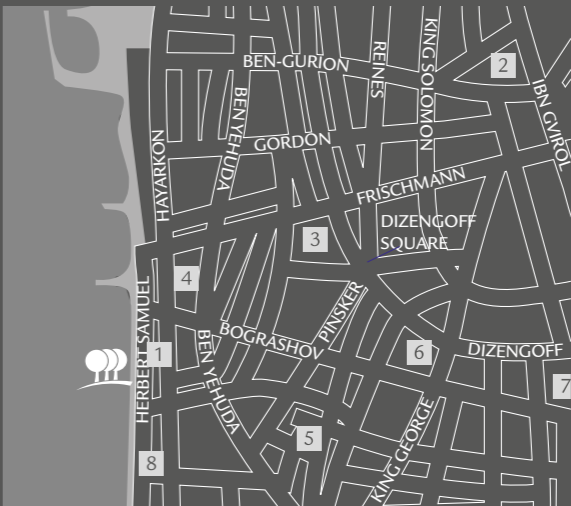 BEN-GURION
REINES
KING SOLOMON
2
IBN GVIROL
BEN YEHUDA
GORDON
HAYARKON
FRISCHMANN
DIZENGOFF
SQUARE
3
4
HERBERT SAMUEL
PINSKER
BOGRASHOV
1
BEN YEHUDA
6
DIZENGOFF
7
5
KING GEORGE
8